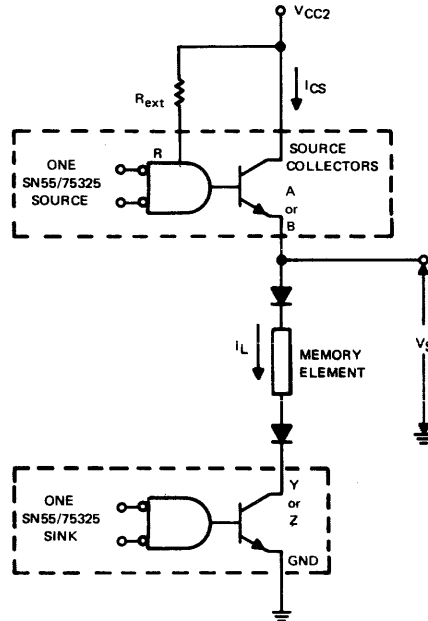 VCC2
ICS
Rext
ONE
SN55/75325
SOURCE
R
SOURCE
COLLECTORS
A
or
B
iL
MEMORY
ELEMENT
ONE
SN55/75325
SINK
Y
or
Z
GND